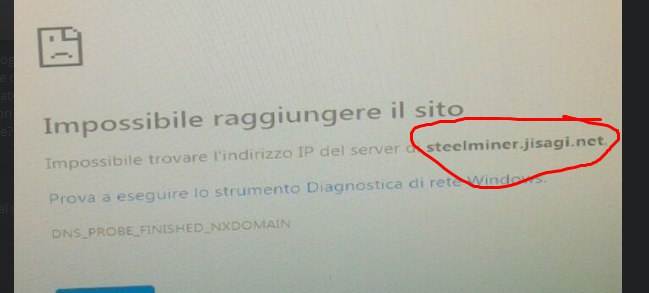 Impossibile raggiungere il sito
Impossibile trovare l'indirizzo IP del server di steelminer.jisagi.net.
Prova a eseguire lo strumento Diagnostica di rete Windows.
DNS_PROBE_FINISHED_NXDOMAIN